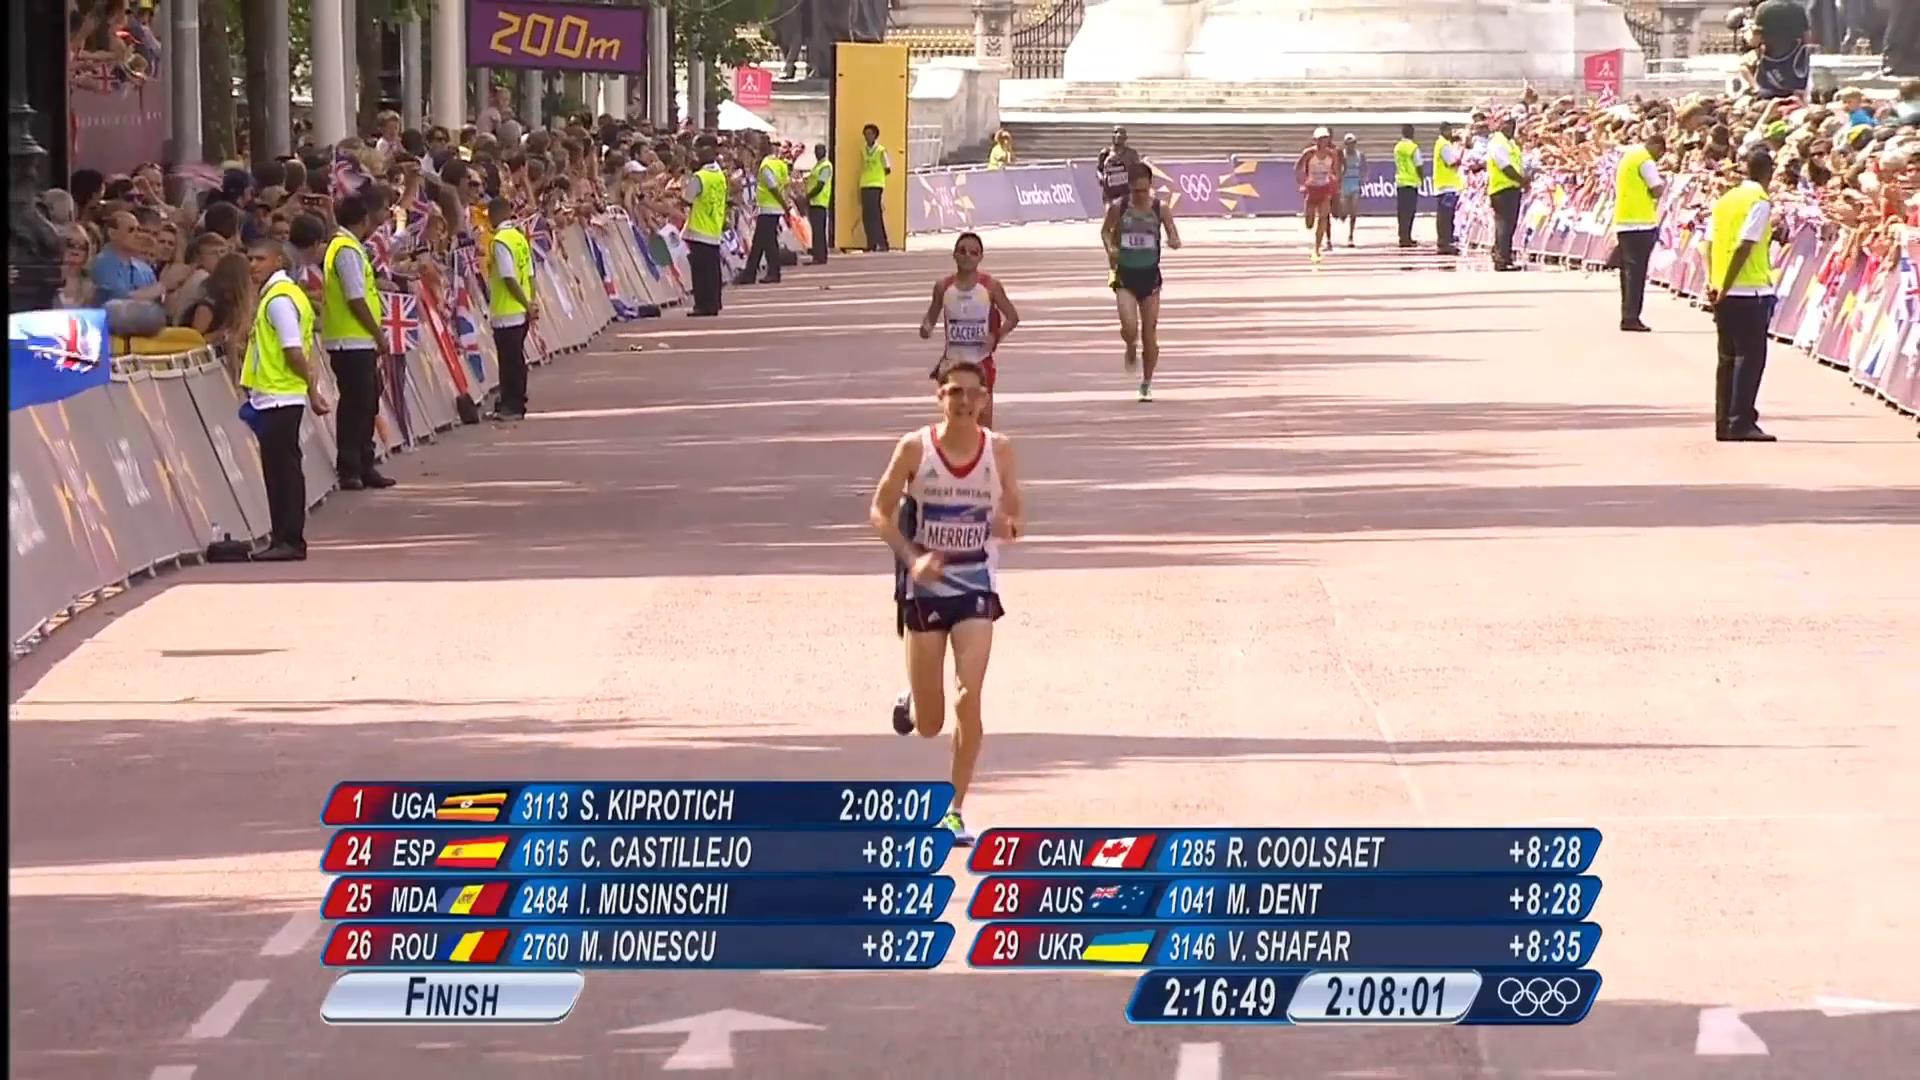 200m
London 2012
London 2012
LEE
CACERES
GREAT BRITAIN
MERRIEN
1 UGA 3113 S. KIPROTICH 2:08:01
24 ESP 1615 C. CASTILLEJO +8:16
25 MDA 2484 I. MUSINSCHI +8:24
26 ROU 2760 M. IONESCU +8:27
27 CAN 1285 R. COOLSAET +8:28
28 AUS 1041 M. DENT +8:28
29 UKR 3146 V. SHAFAR +8:35
FINISH
2:16:49 2:08:01